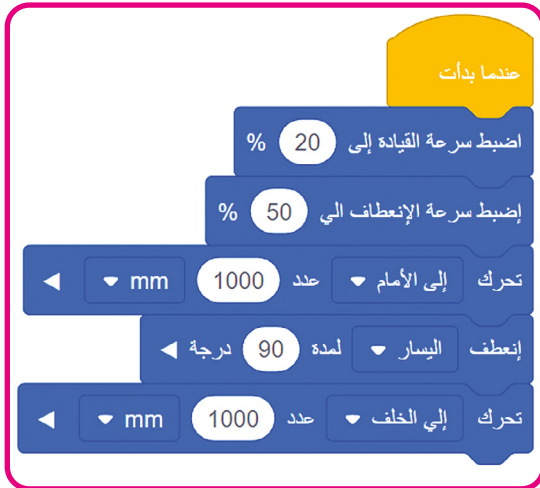 عندما بدأت
اضبط سرعة القيادة إلى 20 %
إضبط سرعة الإنعطاف الي 50 %
تحرك إلى الأمام عدد 1000 mm
إنعطف اليسار لمدة 90 درجة
تحرك إلي الخلف عدد 1000 mm